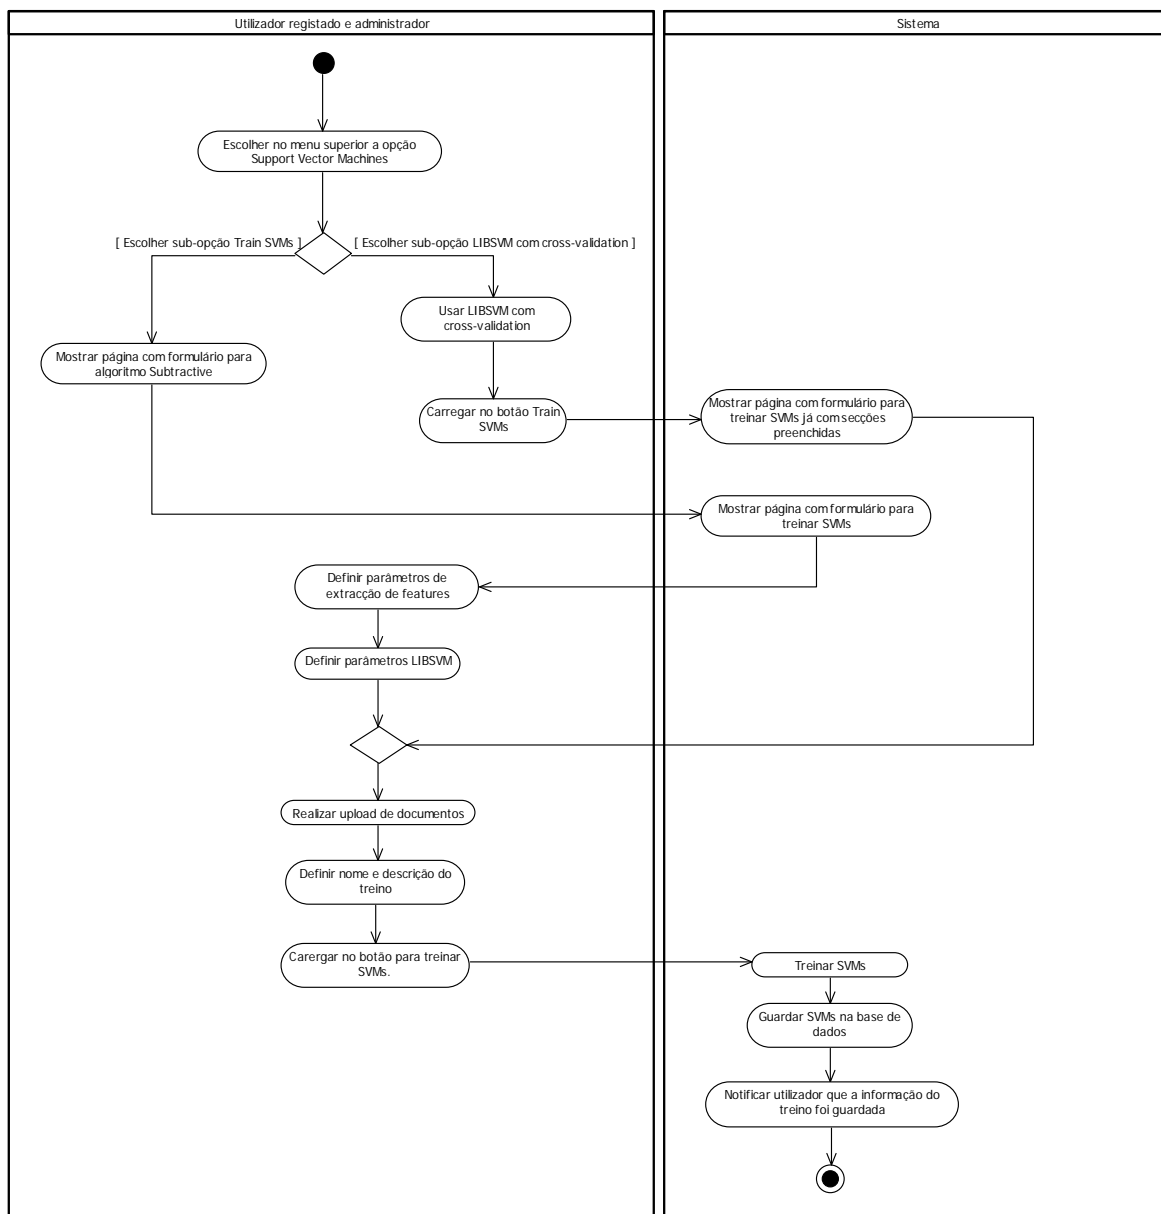 Utilizador registado e administrador
Sistema
Escolher no menu superior a opção
Support Vector Machines
[ Escolher sub-opção Train SVMs ]
[ Escolher sub-opção LIBSVM com cross-validation ]
Usar LIBSVM com
cross-validation
Mostrar página com formulário para
algoritmo Subtractive
Carregar no botão Train
SVMs
Mostrar página com formulário para
treinar SVMs já com secções
preenchidas
Mostrar página com formulário para
treinar SVMs
Definir parâmetros de
extracção de features
Definir parâmetros LIBSVM
Realizar upload de documentos
Definir nome e descrição do
treino
Carergar no botão para treinar
SVMs.
Treinar SVMs
Guardar SVMs na base de
dados
Notificar utilizador que a informação do
treino foi guardada